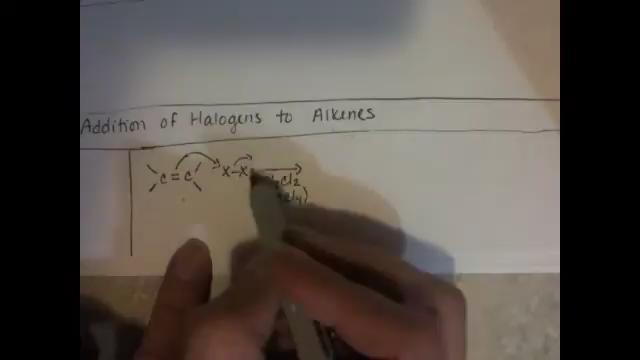 Addition of Halogens to Alkenes
C=C X-X
Cl2